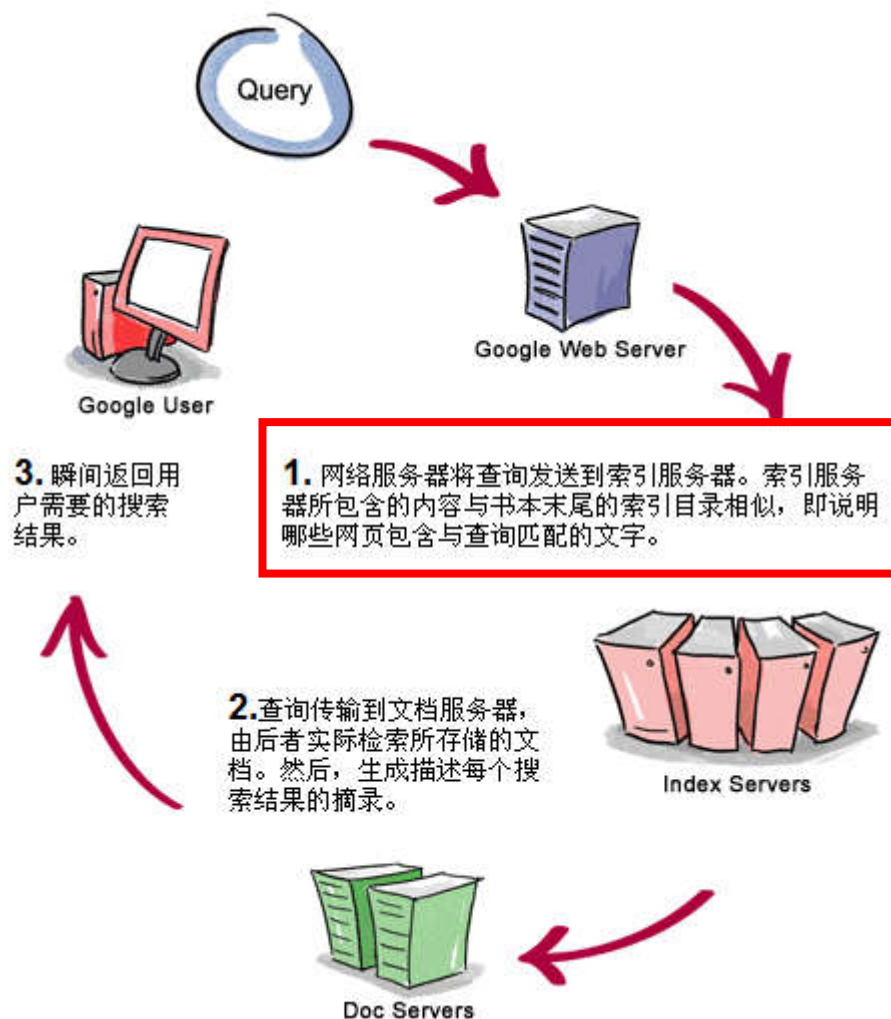 Query
Google Web Server
Google User
1. 网络服务器将查询发送到索引服务器。索引服务
器所包含的内容与书本末尾的索引目录相似，即说明
哪些网页包含与查询匹配的文字。
Index Servers
2.查询传输到文档服务器，
由后者实际检索所存储的文
档。然后，生成描述每个搜
索结果的摘录。
Doc Servers
3. 瞬间返回用
户需要的搜索
结果。